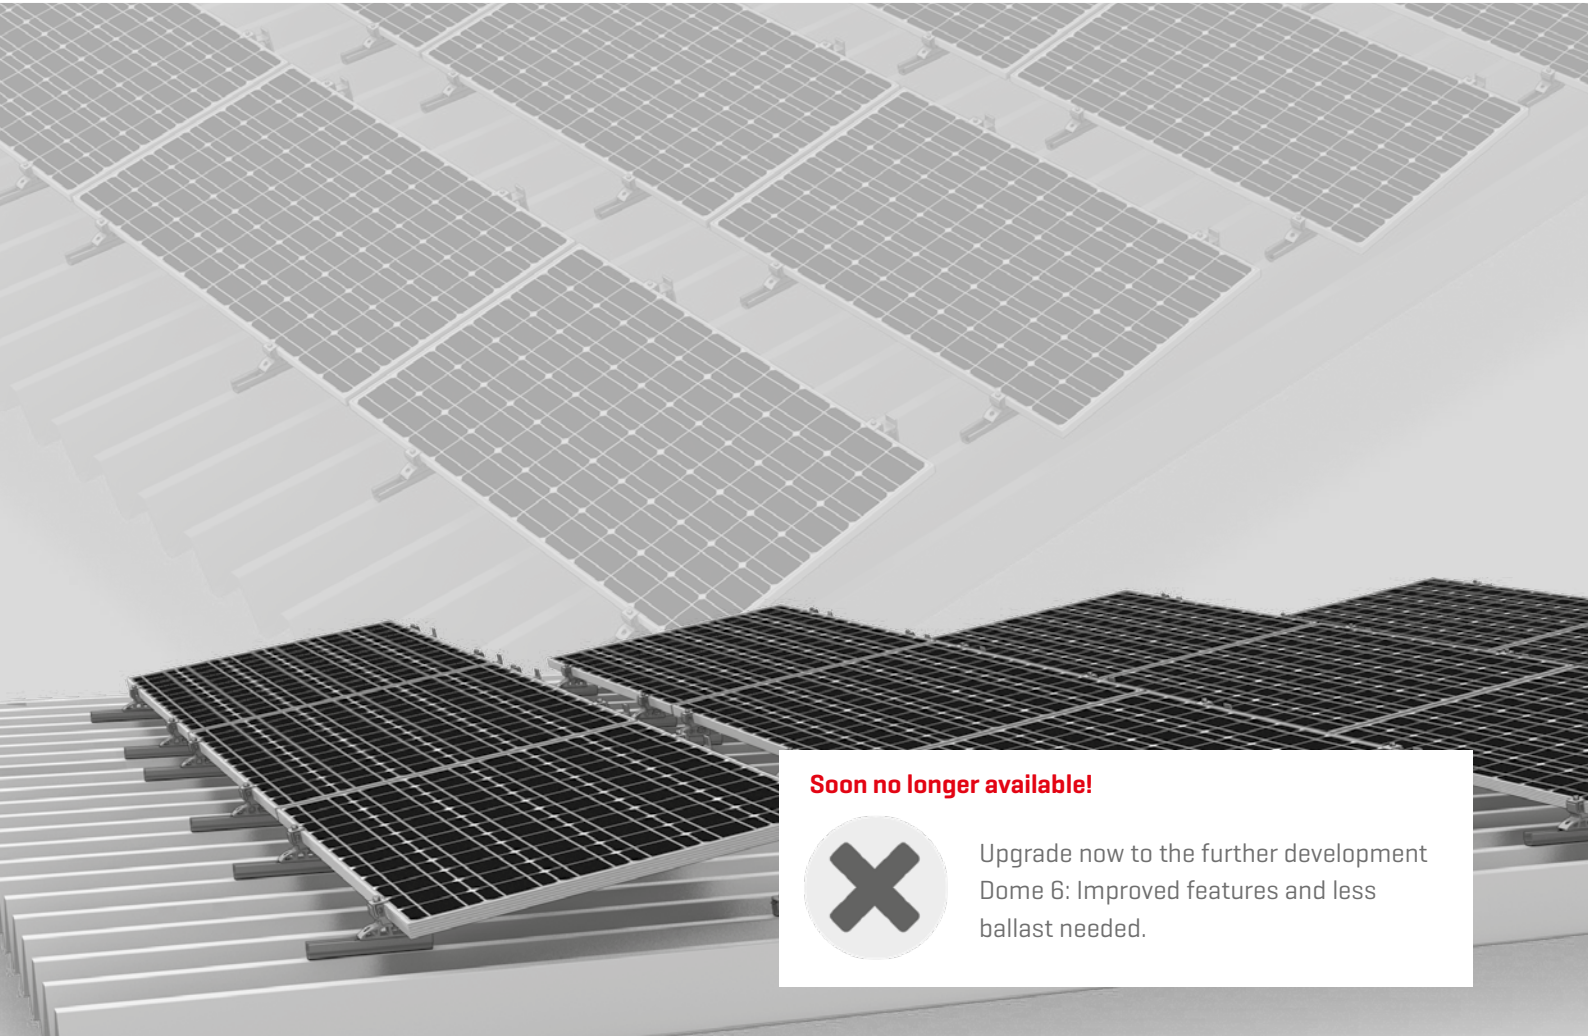 Soon no longer available!
Upgrade now to the further development
Dome 6: Improved features and less
ballast needed.